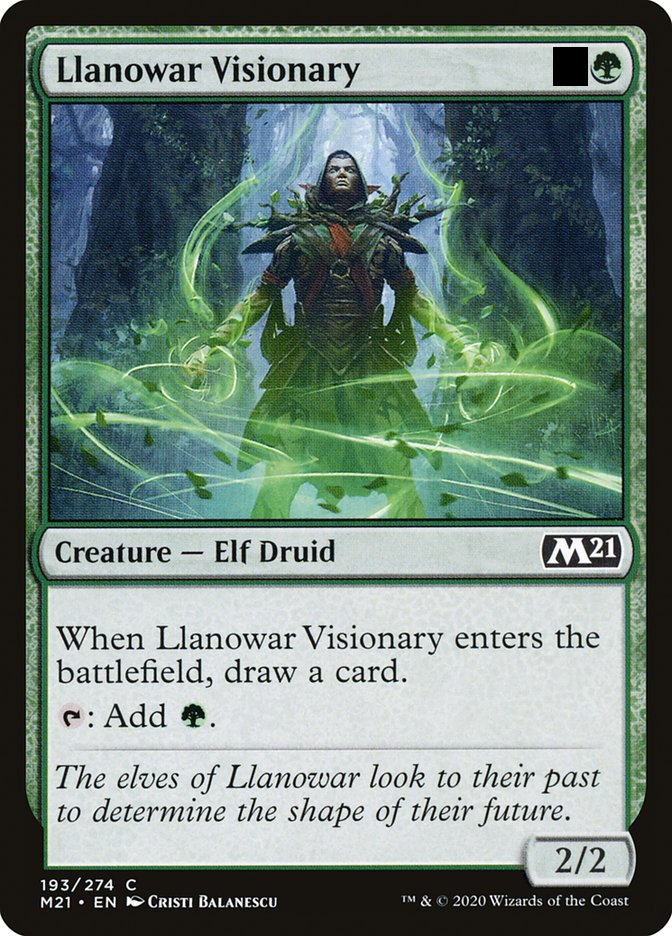 Llanowar Visionary
Creature — Elf Druid
M21
When Llanowar Visionary enters the
battlefield, draw a card.
: Add .
The elves of Llanowar look to their past
to determine the shape of their future.
2/2
193/274 C
M21 • EN Cristi Balanescu
™ & © 2020 Wizards of the Coast